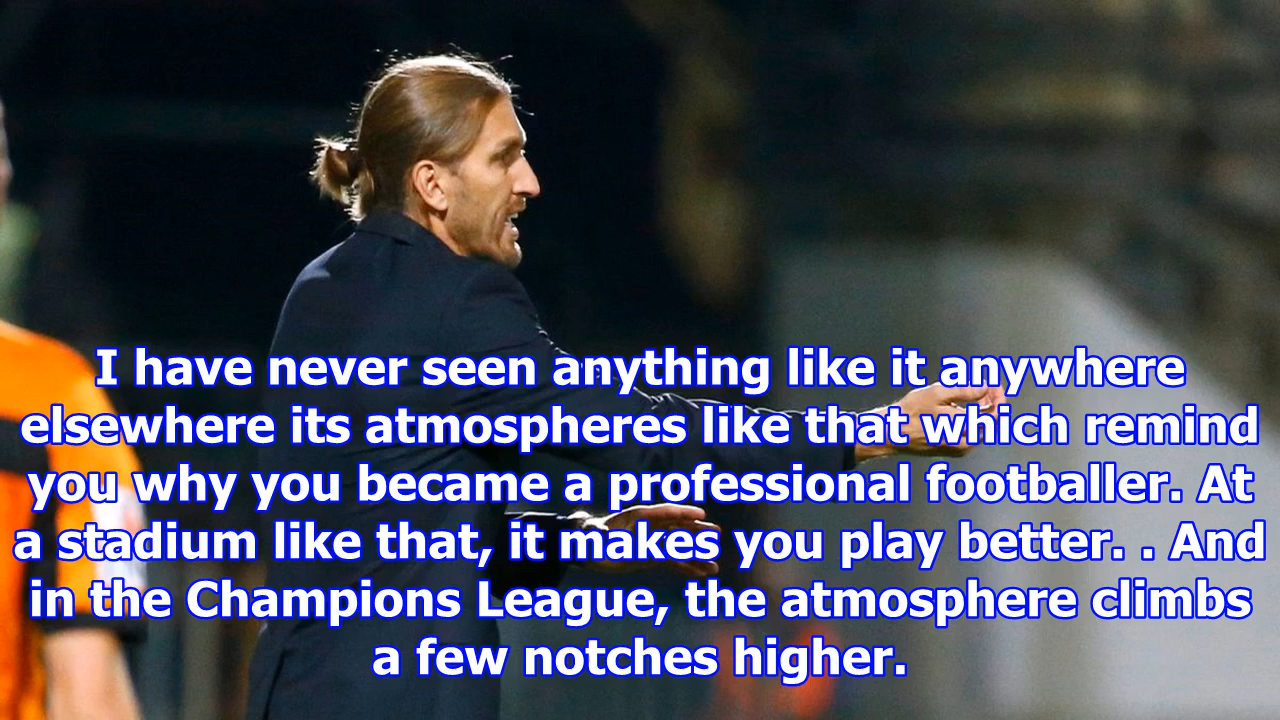 I have never seen anything like it anywhere
elsewhere its atmospheres like that which remind
you why you became a professional footballer. At
a stadium like that, it makes you play better. . And
in the Champions League, the atmosphere climbs
a few notches higher.